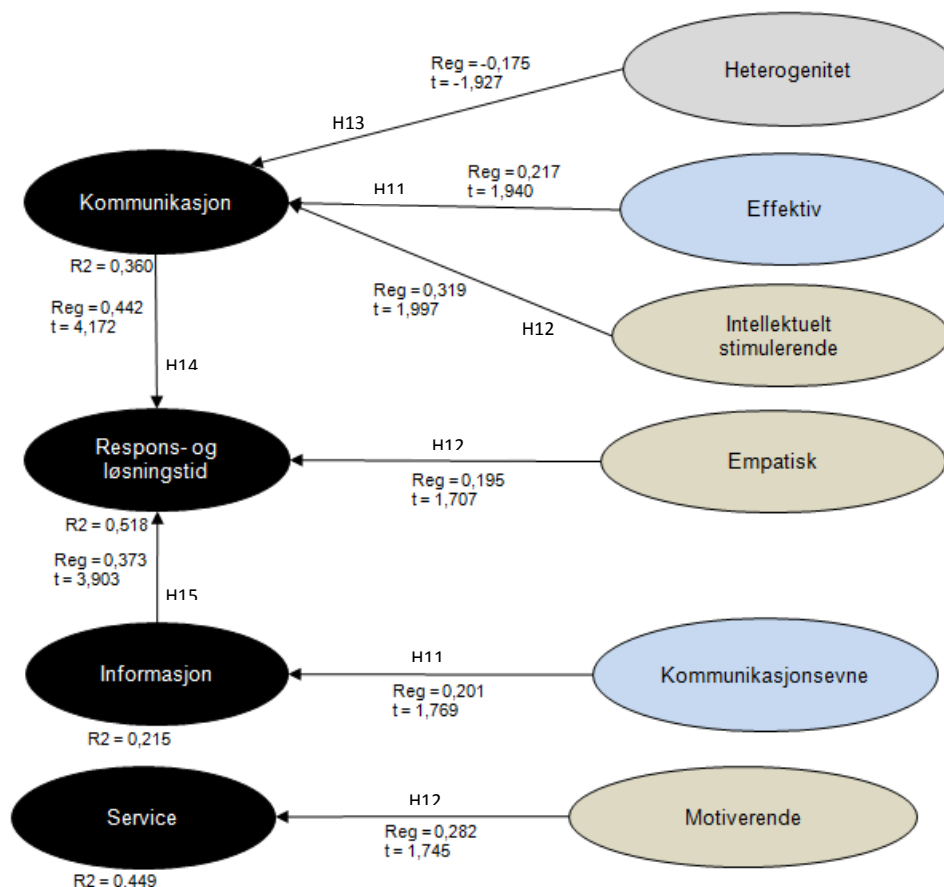 Reg = -0,175
t = -1,927
Heterogenitet
H13
Kommunikasjon
H11
Reg = 0,217
t = 1,940
Effektiv
R2 = 0,360
Reg = 0,442
t = 4,172
Reg = 0,319
t = 1,997
H12
Intellektuelt
stimulerende
H14
Respons- og
løsningstid
H12
Reg = 0,195
t = 1,707
Empatisk
R2 = 0,518
Reg = 0,373
t = 3,903
H15
Informasjon
H11
Reg = 0,201
t = 1,769
Kommunikasjonsevne
R2 = 0,215
Service
H12
Reg = 0,282
t = 1,745
Motiverende
R2 = 0,449